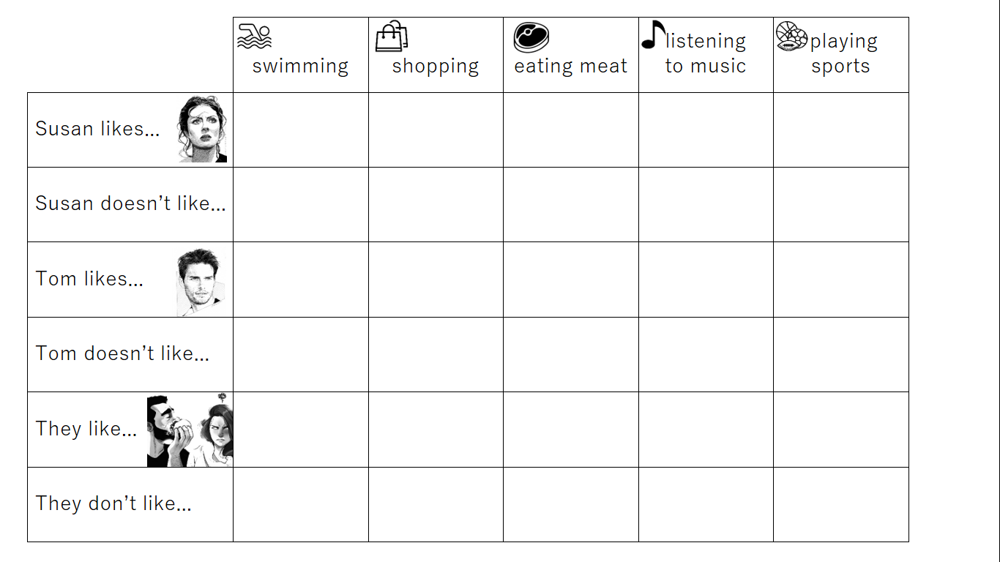 swimming
shopping
eating meat
listening
to music
playing
sports
Susan likes...
Susan doesn’t like...
Tom likes...
Tom doesn’t like...
They like...
They don’t like...